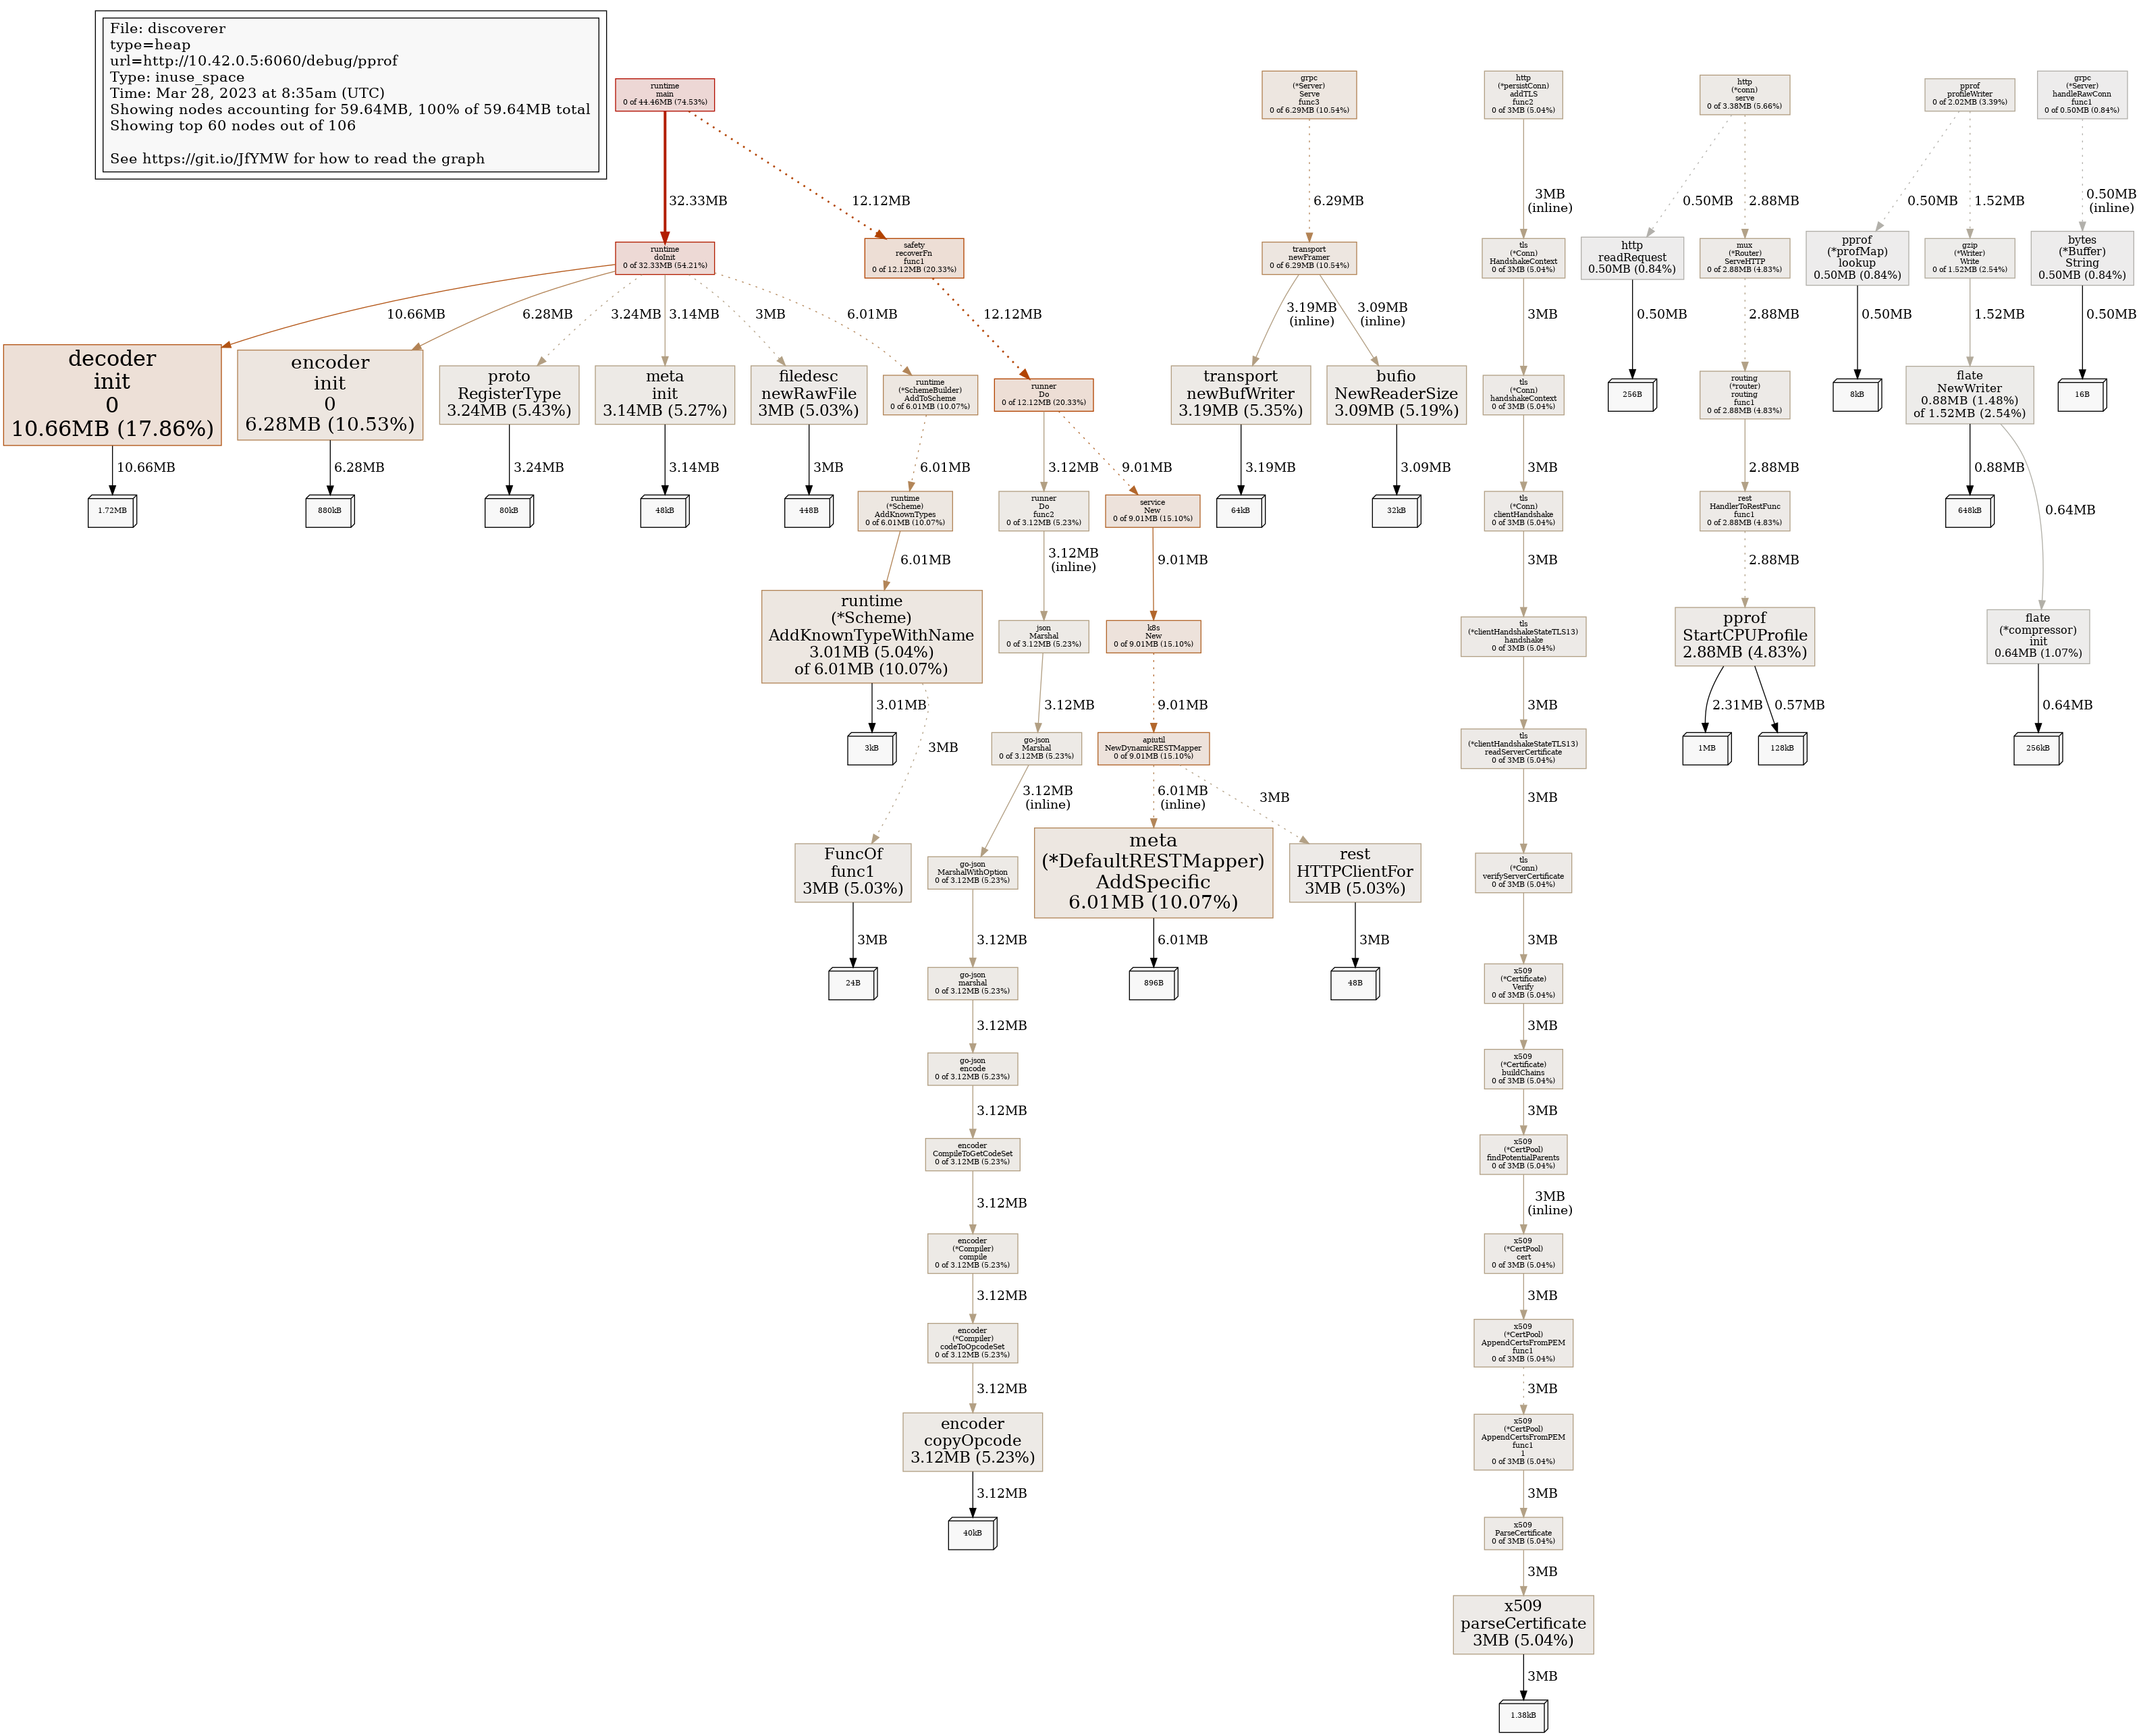 File: discoverer
type=heap
url=http://10.42.0.5:6060/debug/pprof
Type: inuse_space
Time: Mar 28, 2023 at 8:35am (UTC)
Showing nodes accounting for 59.64MB, 100% of 59.64MB total
Showing top 60 nodes out of 106
See https://git.io/JfYMW for how to read the graph
runtime
main
0 of 44.46MB (74.53%)
grpc
(*Server)
Serve
func3
0 of 6.29MB (10.54%)
http
(*persistConn)
addTLS
func2
0 of 3MB (5.04%)
http
(*conn)
serve
0 of 3.38MB (5.66%)
pprof
profileWriter
0 of 2.02MB (3.39%)
grpc
(*Server)
handleRawConn
func1
0 of 0.50MB (0.84%)
32.33MB
12.12MB
6.29MB
3MB
(inline)
0.50MB
2.88MB
0.50MB
1.52MB
0.50MB
(inline)
runtime
doInit
0 of 32.33MB (54.21%)
safety
recoverFn
func1
0 of 12.12MB (20.33%)
transport
newFramer
0 of 6.29MB (10.54%)
tls
(*Conn)
HandshakeContext
0 of 3MB (5.04%)
http
readRequest
0.50MB (0.84%)
mux
(*Router)
ServeHTTP
0 of 2.88MB (4.83%)
pprof
(*profMap)
lookup
0.50MB (0.84%)
gzip
(*Writer)
Write
0 of 1.52MB (2.54%)
bytes
(*Buffer)
String
0.50MB (0.84%)
10.66MB
6.28MB
3.24MB
3.14MB
3MB
6.01MB
12.12MB
3.19MB
(inline)
3.09MB
(inline)
3MB
0.50MB
2.88MB
0.50MB
1.52MB
0.50MB
decoder
init
0
10.66MB (17.86%)
encoder
init
0
6.28MB (10.53%)
proto
RegisterType
3.24MB (5.43%)
meta
init
3.14MB (5.27%)
filedesc
newRawFile
3MB (5.03%)
runtime
(*SchemeBuilder)
AddToScheme
0 of 6.01MB (10.07%)
runner
Do
0 of 12.12MB (20.33%)
transport
newBufWriter
3.19MB (5.35%)
bufio
NewReaderSize
3.09MB (5.19%)
tls
(*Conn)
handshakeContext
0 of 3MB (5.04%)
256B
routing
(*router)
routing
func1
0 of 2.88MB (4.83%)
8kB
flate
NewWriter
0.88MB (1.48%)
of 1.52MB (2.54%)
16B
10.66MB
6.28MB
3.24MB
3.14MB
3MB
6.01MB
3.12MB
9.01MB
3.19MB
3.09MB
3MB
2.88MB
0.88MB
0.64MB
1.72MB
880kB
80kB
48kB
448B
runtime
(*Scheme)
AddKnownTypes
0 of 6.01MB (10.07%)
runner
Do
func2
0 of 3.12MB (5.23%)
service
New
0 of 9.01MB (15.10%)
64kB
32kB
tls
(*Conn)
clientHandshake
0 of 3MB (5.04%)
rest
HandlerToRestFunc
func1
0 of 2.88MB (4.83%)
648kB
6.01MB
3.12MB
(inline)
9.01MB
3MB
2.88MB
runtime
(*Scheme)
AddKnownTypeWithName
3.01MB (5.04%)
of 6.01MB (10.07%)
json
Marshal
0 of 3.12MB (5.23%)
k8s
New
0 of 9.01MB (15.10%)
tls
(*clientHandshakeStateTLS13)
handshake
0 of 3MB (5.04%)
pprof
StartCPUProfile
2.88MB (4.83%)
flate
(*compressor)
init
0.64MB (1.07%)
3.01MB
3MB
3.12MB
9.01MB
3MB
2.31MB
0.57MB
0.64MB
3kB
go-json
Marshal
0 of 3.12MB (5.23%)
apiutil
NewDynamicRESTMapper
0 of 9.01MB (15.10%)
tls
(*clientHandshakeStateTLS13)
readServerCertificate
0 of 3MB (5.04%)
1MB
128kB
256kB
3.12MB
(inline)
6.01MB
(inline)
3MB
3MB
FuncOf
func1
3MB (5.03%)
go-json
MarshalWithOption
0 of 3.12MB (5.23%)
meta
(*DefaultRESTMapper)
AddSpecific
6.01MB (10.07%)
rest
HTTPClientFor
3MB (5.03%)
tls
(*Conn)
verifyServerCertificate
0 of 3MB (5.04%)
3MB
3.12MB
6.01MB
3MB
3MB
24B
go-json
marshal
0 of 3.12MB (5.23%)
896B
48B
x509
(*Certificate)
Verify
0 of 3MB (5.04%)
3.12MB
3MB
go-json
encode
0 of 3.12MB (5.23%)
x509
(*Certificate)
buildChains
0 of 3MB (5.04%)
3.12MB
3MB
encoder
CompileToGetCodeSet
0 of 3.12MB (5.23%)
x509
(*CertPool)
findPotentialParents
0 of 3MB (5.04%)
3.12MB
3MB
(inline)
encoder
(*Compiler)
compile
0 of 3.12MB (5.23%)
x509
(*CertPool)
cert
0 of 3MB (5.04%)
3.12MB
3MB
encoder
(*Compiler)
codeToOpcodeSet
0 of 3.12MB (5.23%)
x509
(*CertPool)
AppendCertsFromPEM
func1
0 of 3MB (5.04%)
3.12MB
3MB
encoder
copyOpcode
3.12MB (5.23%)
x509
(*CertPool)
AppendCertsFromPEM
func1
1
0 of 3MB (5.04%)
3.12MB
3MB
40kB
x509
ParseCertificate
0 of 3MB (5.04%)
3MB
x509
parseCertificate
3MB (5.04%)
3MB
1.38kB